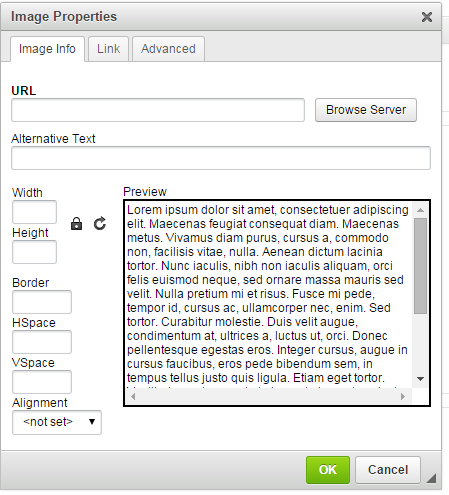 Image Properties
Image Info
Link
Advanced
URL
Browse Server
Alternative Text
Width
Height
Border
HSpace
VSpace
Alignment
<not set>
Preview
Lorem ipsum dolor sit amet, consectetuer adipiscing
elit. Maecenas feugiat consequat diam. Maecenas
metus. Vivamus diam purus, cursus a, commodo
non, facilisis vitae, nulla. Aenean dictum lacinia
tortor. Nunc iaculis, nibh non iaculis aliquam, orci
felis euismod neque, sed ornare massa mauris sed
velit. Nulla pretium mi et risus. Fusce mi pede,
tempor id, cursus ac, ullamcorper nec, enim. Sed
tortor. Curabitur molestie. Duis velit augue,
condimentum at, ultrices a, luctus ut, orci. Donec
pellentesque egestas eros. Integer cursus, augue in
cursus faucibus, eros pede bibendum sem, in
tempus tellus justo quis ligula. Etiam eget tortor.
OK
Cancel